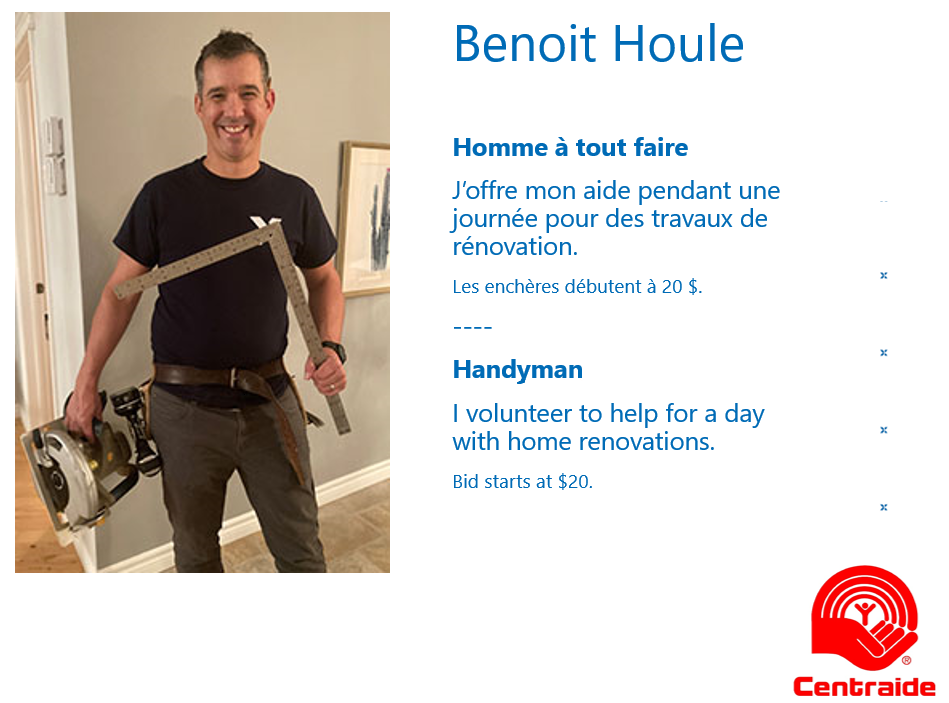 Benoit Houle
Homme à tout faire
J’offre mon aide pendant une
journée pour des travaux de
rénovation.
Les enchères débutent à 20 $.
----
Handyman
I volunteer to help for a day
with home renovations.
Bid starts at $20.
®
Centraide